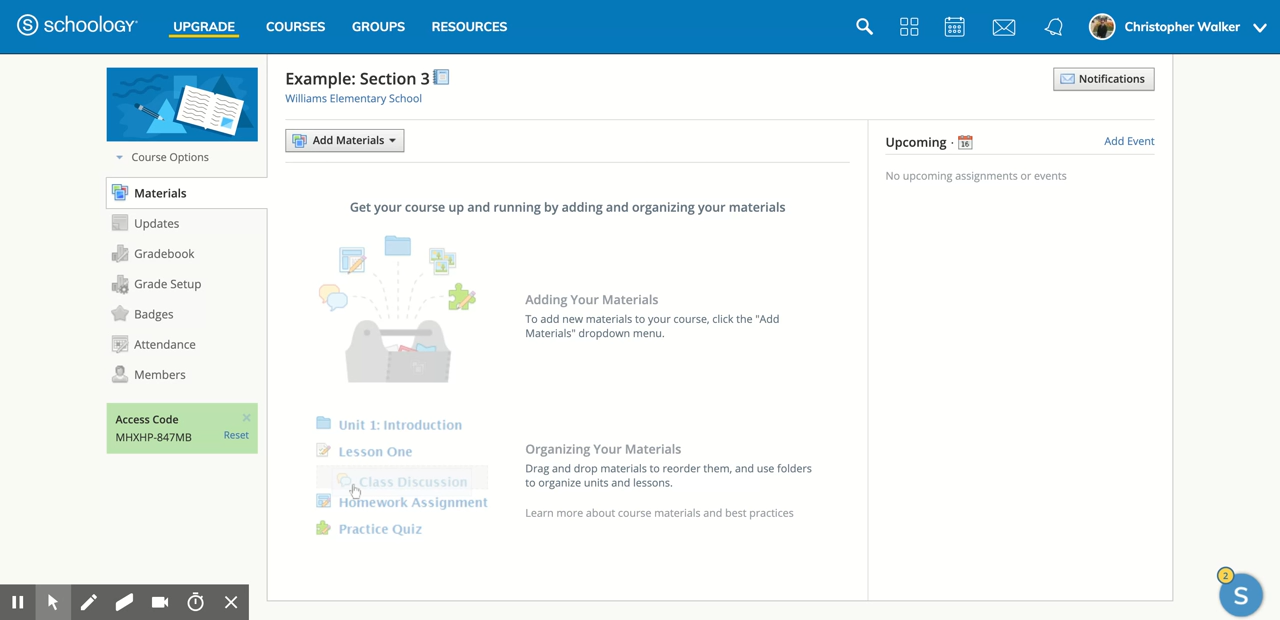 S schoology
UPGRADE COURSES GROUPS RESOURCES Christopher Walker
Example: Section 3
Williams Elementary School
Notifications
Course Options
Materials
Updates
Gradebook
Grade Setup
Badges
Attendance
Members
Access Code
MHXHP-847MB Reset
Add Materials
Get your course up and running by adding and organizing your materials
Adding Your Materials
To add new materials to your course, click the "Add
Materials" dropdown menu.
Unit 1: Introduction
Lesson One
Class Discussion
Homework Assignment
Practice Quiz
Organizing Your Materials
Drag and drop materials to reorder them, and use folders
to organize units and lessons.
Learn more about course materials and best practices
Upcoming · 16 Add Event
No upcoming assignments or events
2
S